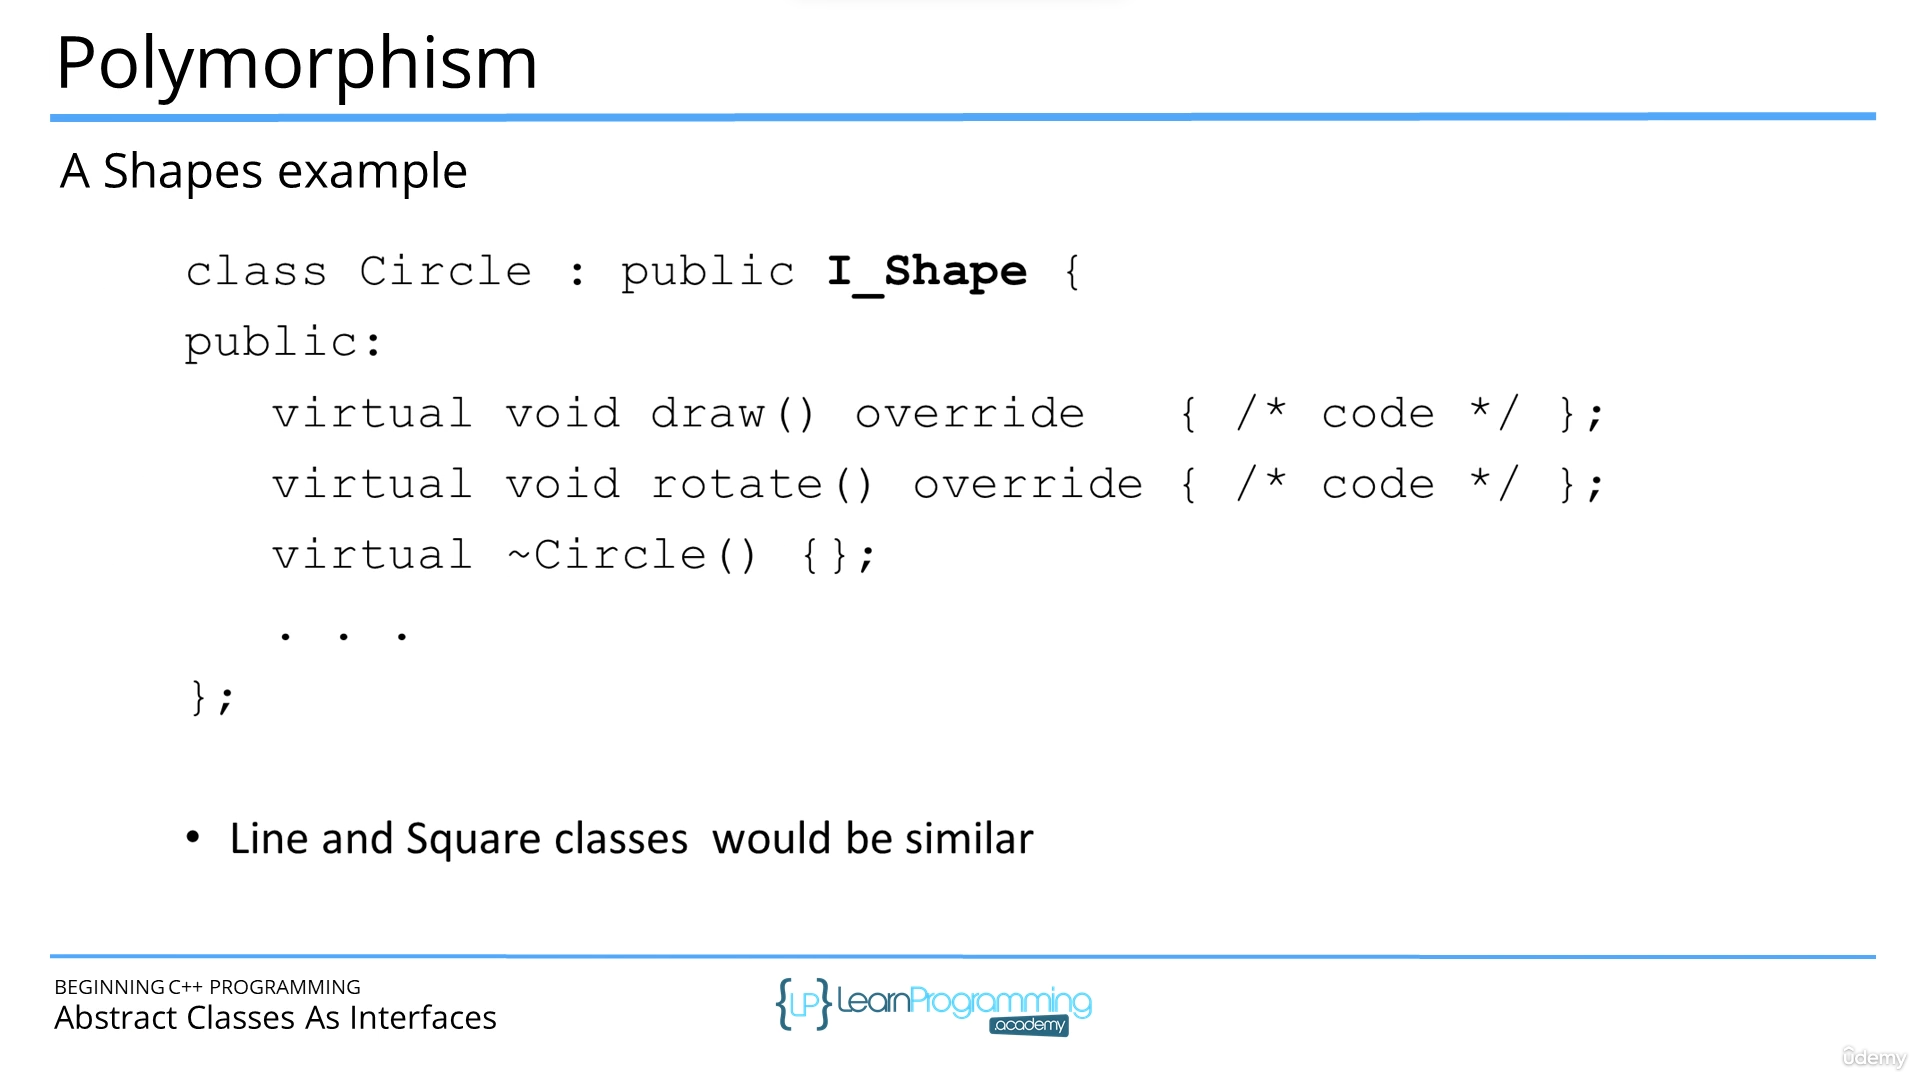 Polymorphism
A Shapes example
class Circle : public I_Shape {
public:
virtual void draw() override { /* code */ };
virtual void rotate() override { /* code */ };
virtual ~Circle() {};
. . .
};
• Line and Square classes would be similar
BEGINNING C++ PROGRAMMING
Abstract Classes As Interfaces
{LP} LearnProgramming
academy
ûdemy